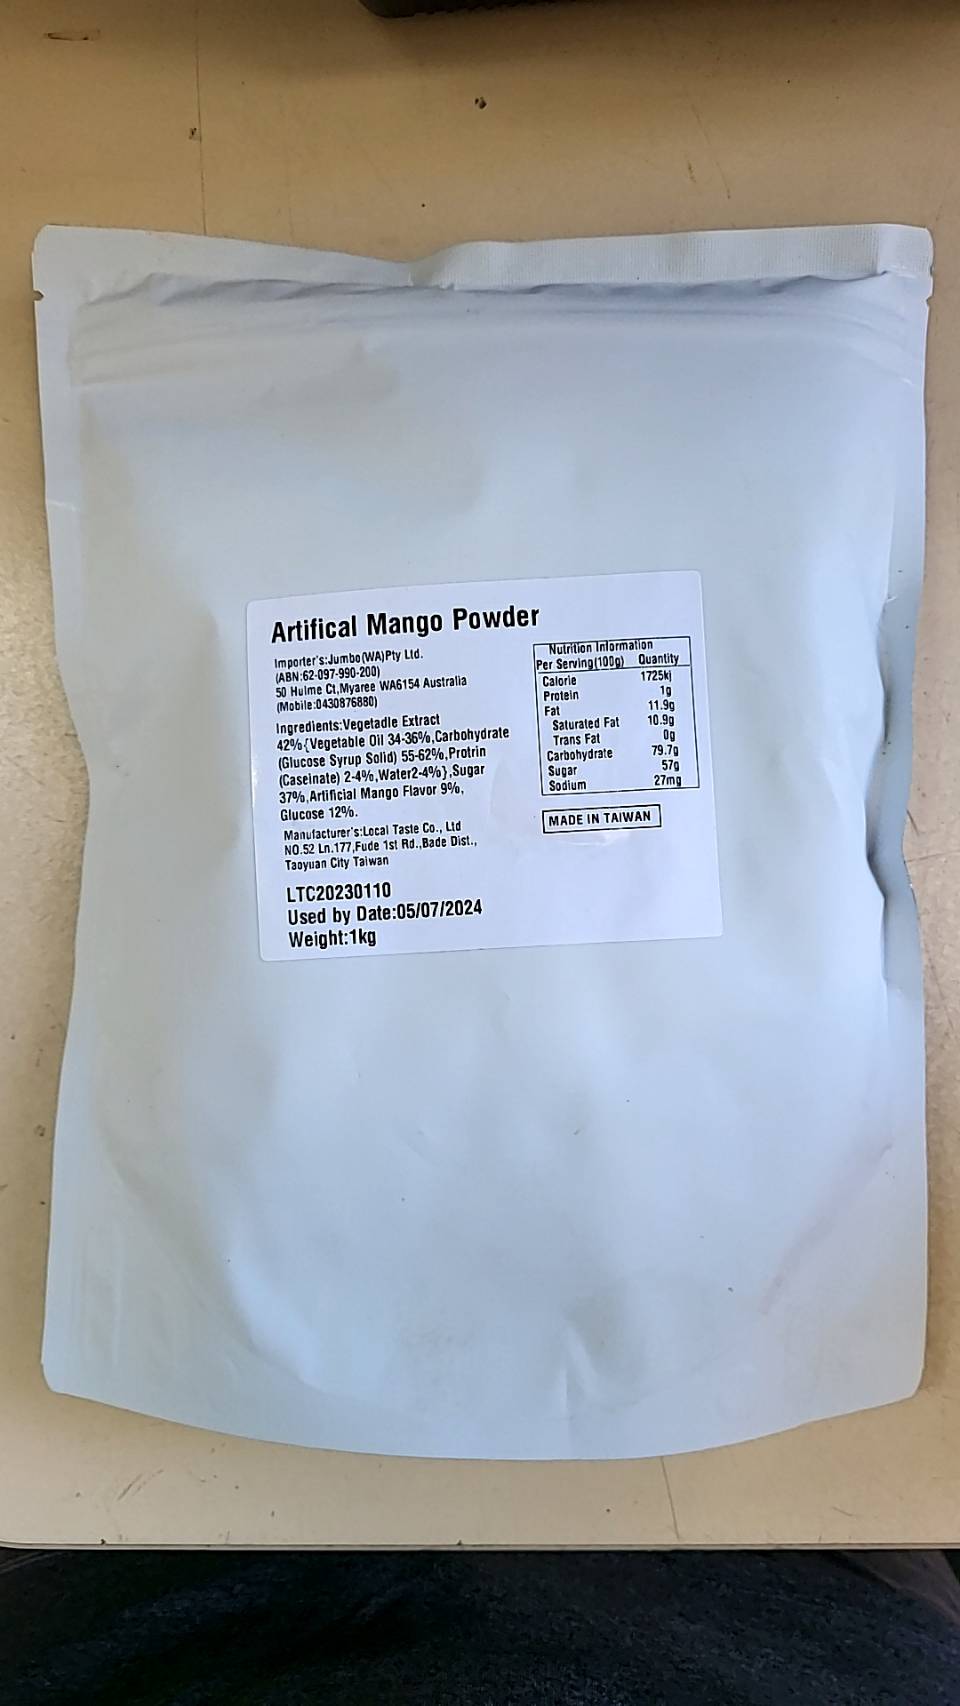 Artifical Mango Powder
Importer's:Jumbo(WA)Pty Ltd.
(ABN:62-097-990-200)
50 Hulme Ct,Myaree WA6154 Australia
(Mobile:0430876880)
Ingredients:Vegetadle Extract
42%{Vegetable Oil 34-36%,Carbohydrate
(Glucose Syrup Solid) 55-62%,Protrin
(Caseinate) 2-4%,Water2-4%},Sugar
37%,Artificial Mango Flavor 9%,
Glucose 12%.
Manufacturer's:Local Taste Co., Ltd
NO.52 Ln.177,Fude 1st Rd.,Bade Dist.,
Taoyuan City Taiwan
LTC20230110
Used by Date:05/07/2024
Weight:1kg
Nutrition Information
Per Serving(100g) Quantity
Calorie 1725kj
Protein 1g
Fat 11.9g
Saturated Fat 10.9g
Trans Fat 0g
Carbohydrate 79.7g
Sugar 57g
Sodium 27mg
MADE IN TAIWAN